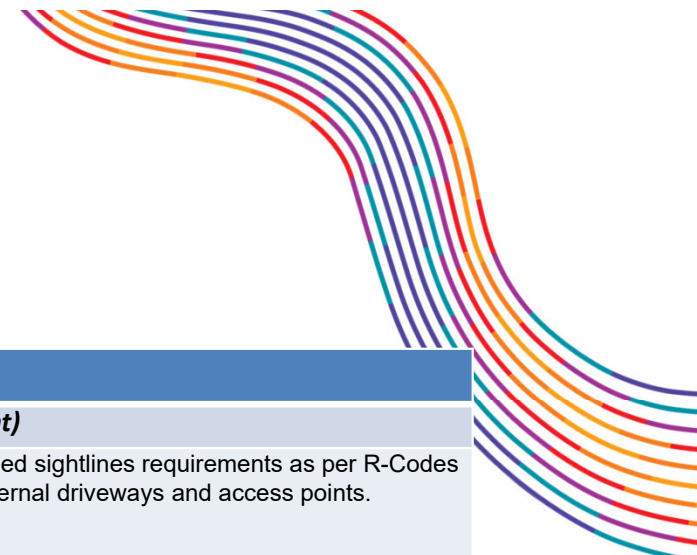 t)
ed sightlines requirements as per R-Codes
ernal driveways and access points.